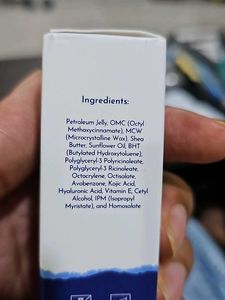 Ingredients:
Petroleum Jelly, OMC (Octyl
Methoxycinnamate), MCW
(Microcrystalline Wax), Shea
Butter, Sunflower Oil, BHT
(Butylated Hydroxytoluene),
Polyglyceryl-3 Polyricinoleate,
Polyglyceryl-3 Ricinoleate,
Octocrylene, Octisalate,
Avobenzone, Kojic Acid,
Hyaluronic Acid, Vitamin E, Cetyl
Alcohol, IPM (Isopropyl
Myristate), and Homosalate